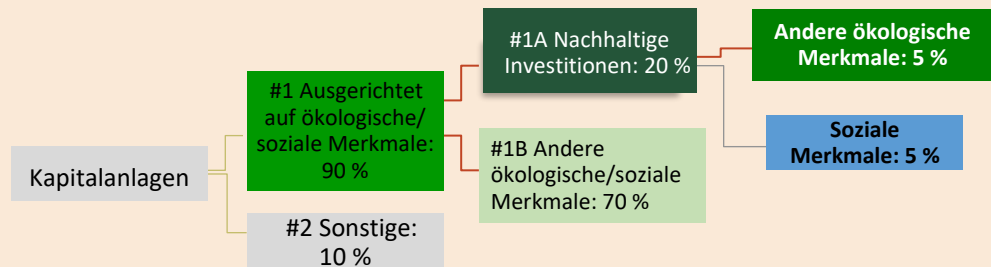 Kapitalanlagen
#1 Ausgerichtet
auf ökologische/
soziale Merkmale:
90 %
#2 Sonstige:
10 %
#1A Nachhaltige
Investitionen: 20 %
#1B Andere
ökologische/soziale
Merkmale: 70 %
Andere ökologische
Merkmale: 5 %
Soziale
Merkmale: 5 %